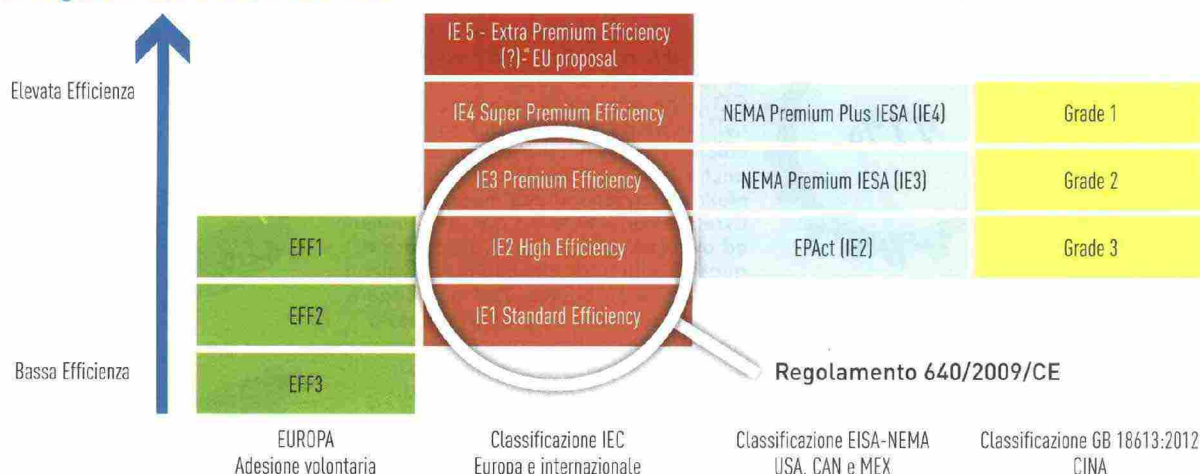 IE 5 - Extra Premium Efficiency
(?)- EU proposal
Elevata Efficienza
IE4 Super Premium Efficiency
NEMA Premium Plus IESA (IE4)
Grade 1
IE3 Premium Efficiency
NEMA Premium IESA (IE3)
Grade 2
EFF1
IE2 High Efficiency
EPAct (IE2)
Grade 3
EFF2
IE1 Standard Efficiency
Bassa Efficienza
EFF3
Regolamento 640/2009/CE
EUROPA
Adesione volontaria
Classificazione IEC
Europa e internazionale
Classificazione EISA-NEMA
USA, CAN e MEX
Classificazione GB 18613:2012
CINA